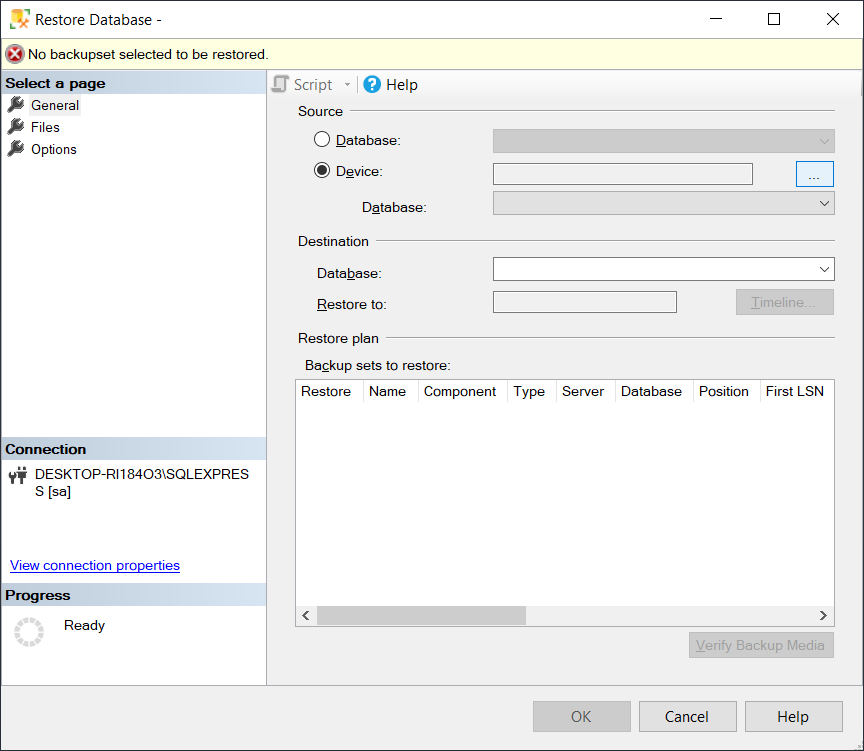 Restore Database -
No backupset selected to be restored.
Select a page
General
Files
Options
Script
Help
Source
Database:
Device:
...
Database:
Destination
Database:
Restore to:
Timeline...
Restore plan
Backup sets to restore:
Restore Name Component Type Server Database Position First LSN
Connection
DESKTOP-RI184O3\SQLEXPRES
S [sa]
View connection properties
Progress
Ready
Verify Backup Media
OK Cancel Help